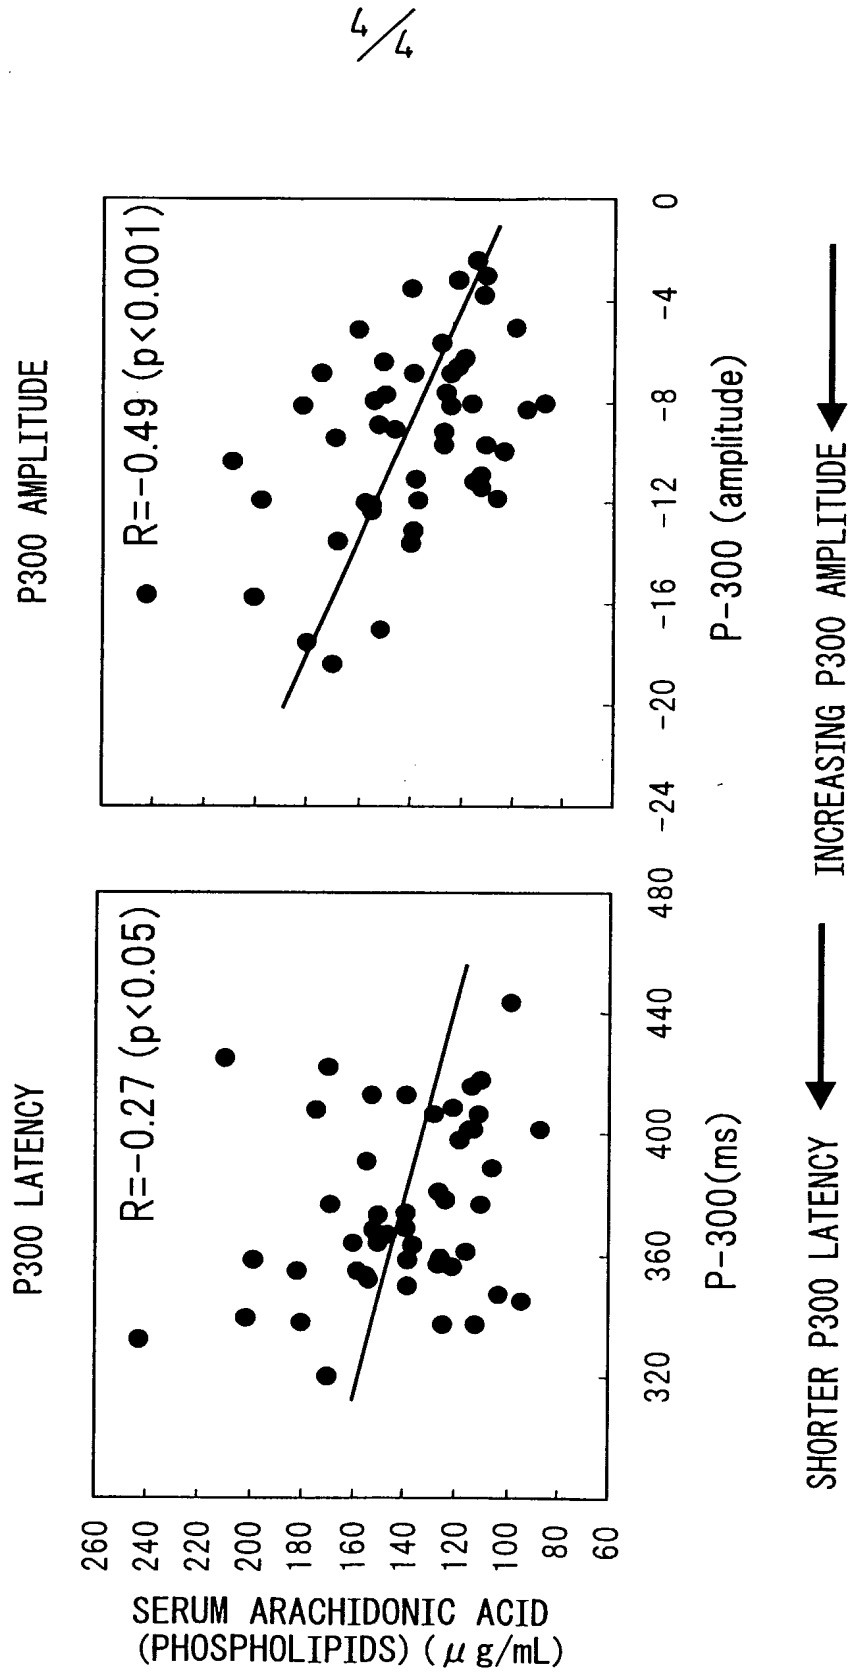 4/4
P300 LATENCY
R=-0.27 (p<0.05)
260
240
220
200
180
160
140
120
100
80
60
SERUM ARACHIDONIC ACID
(PHOSPHOLIPIDS) (μg/mL)
320
360
400
440
480
P-300(ms)
SHORTER P300 LATENCY
P300 AMPLITUDE
R=-0.49 (p<0.001)
-24
-20
-16
-12
-8
-4
0
P-300 (amplitude)
INCREASING P300 AMPLITUDE